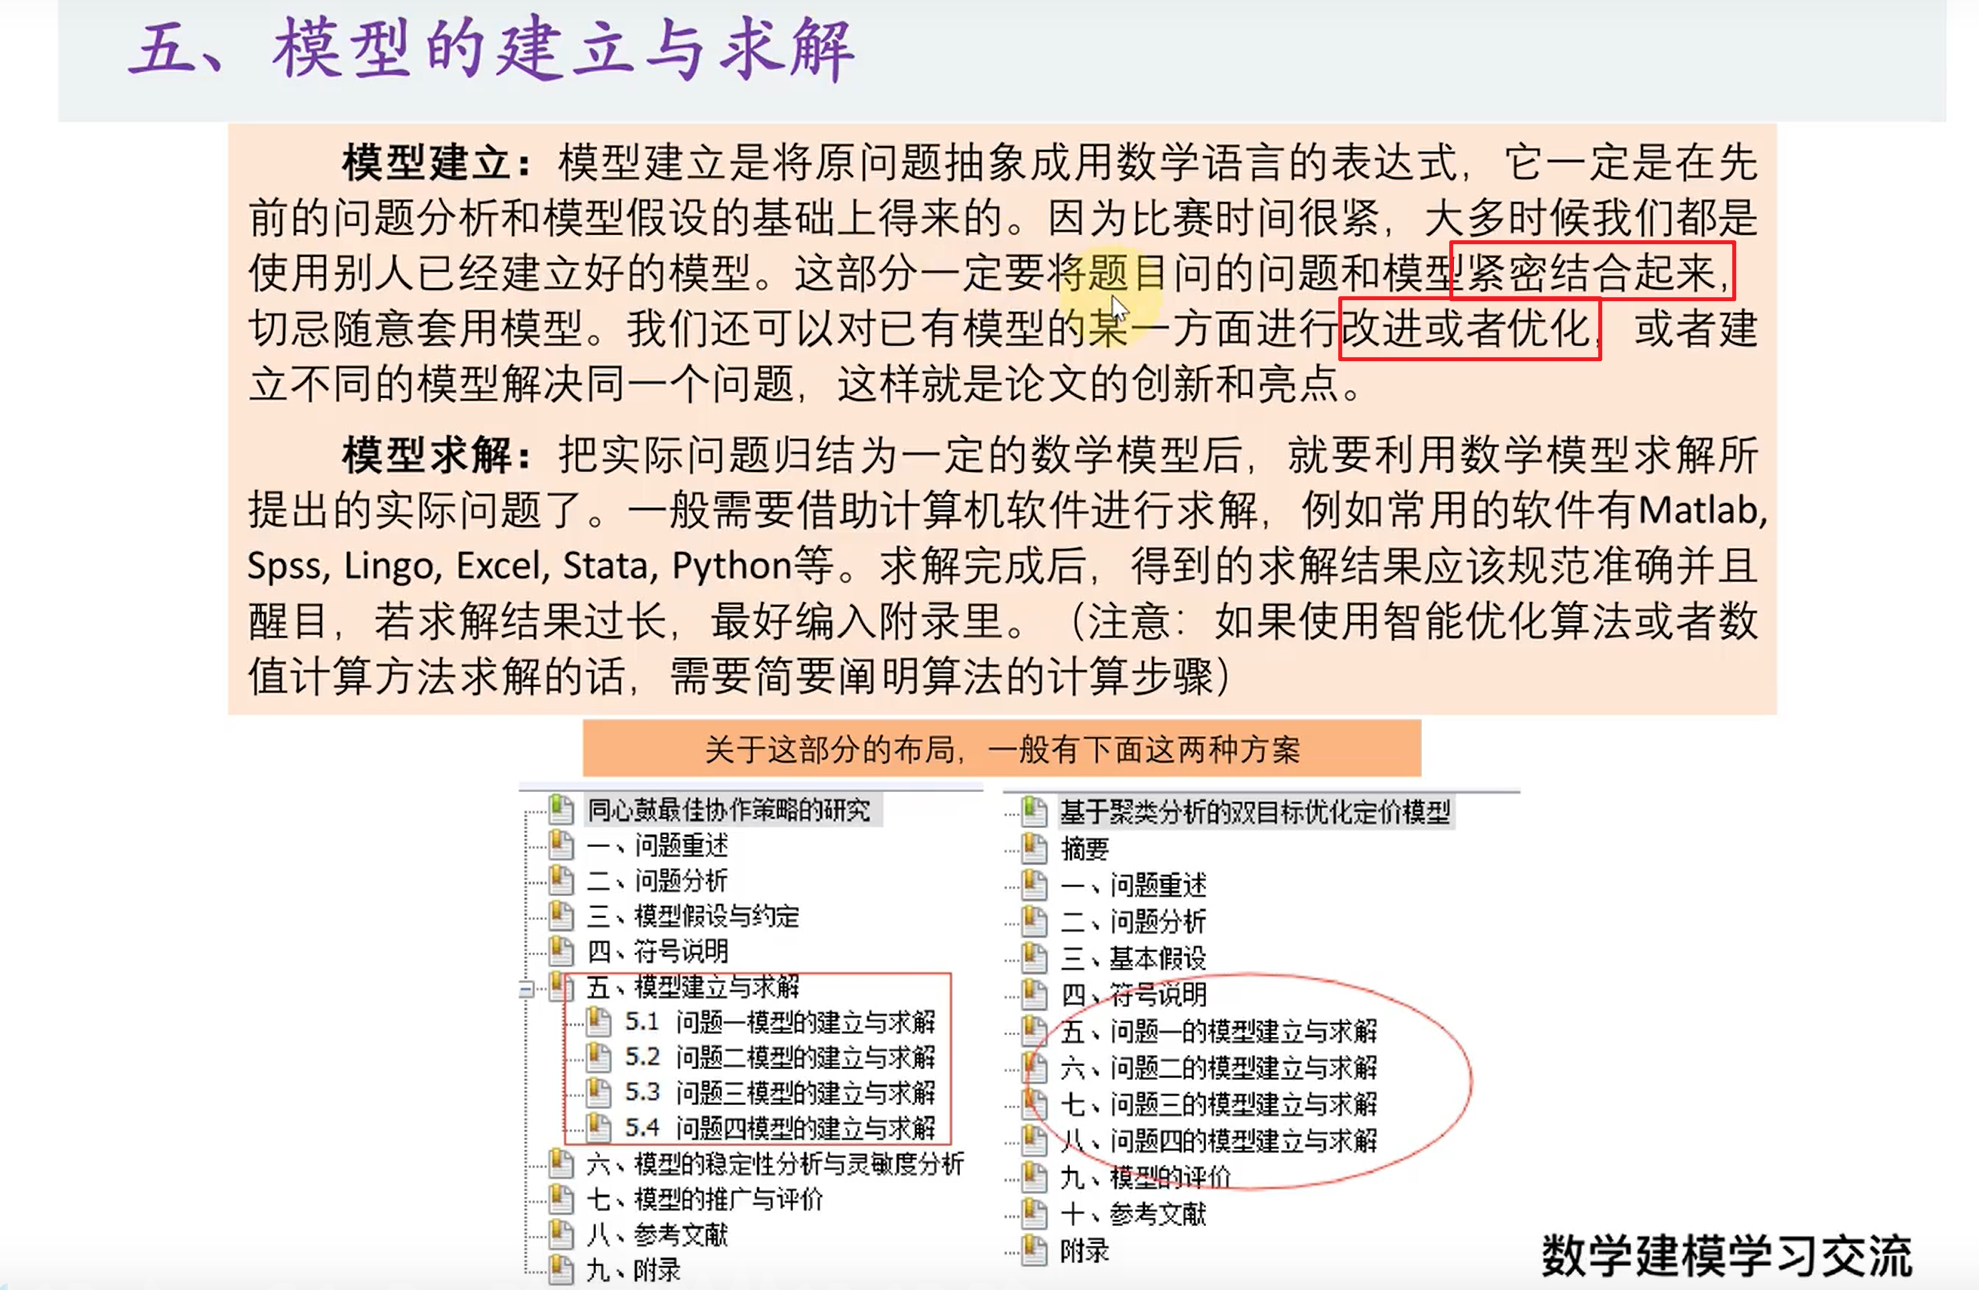 五、模型的建立与求解
模型建立：模型建立是将原问题抽象成用数学语言的表达式，它一定是在先
前的问题分析和模型假设的基础上得来的。因为比赛时间很紧，大多时候我们都是
使用别人已经建立好的模型。这部分一定要将题目问的问题和模型紧密结合起来，
切忌随意套用模型。我们还可以对已有模型的某一方面进行改进或者优化，或者建
立不同的模型解决同一个问题，这样就是论文的创新和亮点。
模型求解：把实际问题归结为一定的数学模型后，就要利用数学模型求解所
提出的实际问题了。一般需要借助计算机软件进行求解，例如常用的软件有Matlab,
Spss, Lingo, Excel, Stata, Python等。求解完成后，得到的求解结果应该规范准确并且
醒目，若求解结果过长，最好编入附录里。（注意：如果使用智能优化算法或者数
值计算方法求解的话，需要简要阐明算法的计算步骤）
关于这部分的布局，一般有下面这两种方案
同心鼓最佳协作策略的研究
一、问题重述
二、问题分析
三、模型假设与约定
四、符号说明
五、模型建立与求解
5.1 问题一模型的建立与求解
5.2 问题二模型的建立与求解
5.3 问题三模型的建立与求解
5.4 问题四模型的建立与求解
六、模型的稳定性分析与灵敏度分析
七、模型的推广与评价
八、参考文献
九、附录
基于聚类分析的双目标优化定价模型
摘要
一、问题重述
二、问题分析
三、基本假设
四、符号说明
五、问题一的模型建立与求解
六、问题二的模型建立与求解
七、问题三的模型建立与求解
八、问题四的模型建立与求解
九、模型的评价
十、参考文献
附录
数学建模学习交流